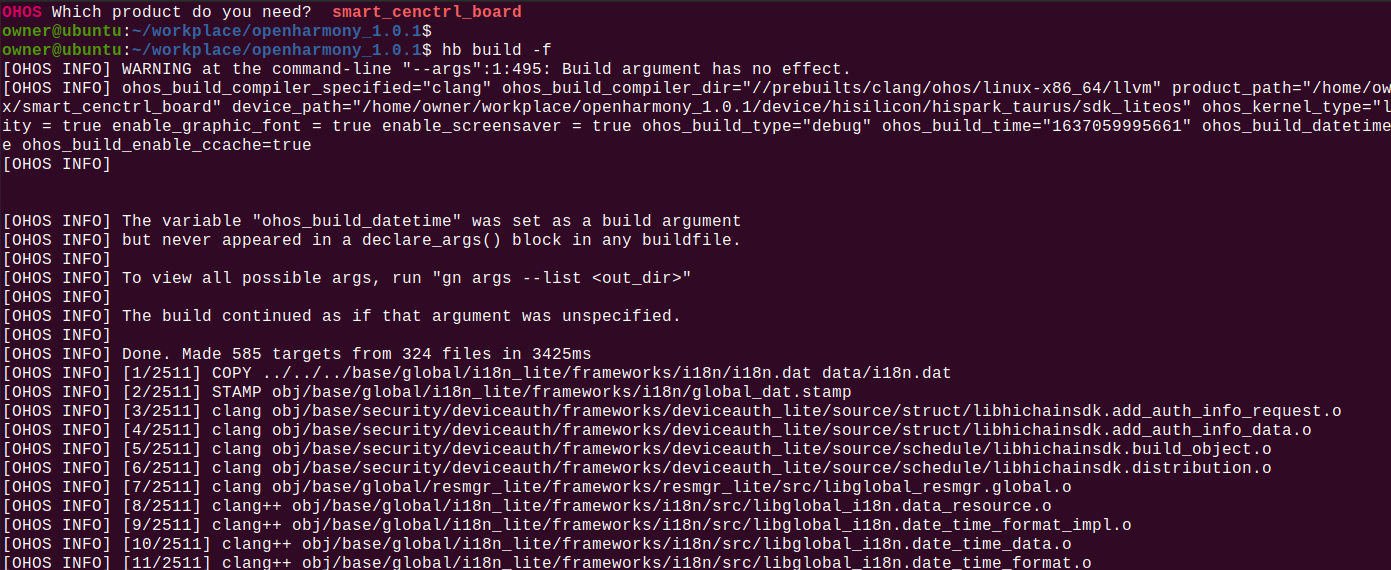 OHOS Which product do you need?  smart_cenctrl_board
owner@ubuntu:~/workplace/openharmony_1.0.1$
owner@ubuntu:~/workplace/openharmony_1.0.1$ hb build -f
[OHOS INFO] WARNING at the command-line "--args":1:495: Build argument has no effect.
[OHOS INFO] ohos_build_compiler_specified="clang" ohos_build_compiler_dir="//prebuilts/clang/ohos/linux-x86_64/llvm" product_path="/home/ow
x/smart_cenctrl_board" device_path="/home/owner/workplace/openharmony_1.0.1/device/hisilicon/hispark_taurus/sdk_liteos" ohos_kernel_type="l
ity = true enable_graphic_font = true enable_screensaver = true ohos_build_type="debug" ohos_build_time="1637059995661" ohos_build_datetime
e ohos_build_enable_ccache=true
[OHOS INFO]
[OHOS INFO] The variable "ohos_build_datetime" was set as a build argument
[OHOS INFO] but never appeared in a declare_args() block in any buildfile.
[OHOS INFO]
[OHOS INFO] To view all possible args, run "gn args --list <out_dir>"
[OHOS INFO]
[OHOS INFO] The build continued as if that argument was unspecified.
[OHOS INFO]
[OHOS INFO] Done. Made 585 targets from 324 files in 3425ms
[OHOS INFO] [1/2511] COPY ../../../base/global/i18n_lite/frameworks/i18n/i18n.dat data/i18n.dat
[OHOS INFO] [2/2511] STAMP obj/base/global/i18n_lite/frameworks/i18n/global_dat.stamp
[OHOS INFO] [3/2511] clang obj/base/security/deviceauth/frameworks/deviceauth_lite/source/struct/libhichainsdk.add_auth_info_request.o
[OHOS INFO] [4/2511] clang obj/base/security/deviceauth/frameworks/deviceauth_lite/source/struct/libhichainsdk.add_auth_info_data.o
[OHOS INFO] [5/2511] clang obj/base/security/deviceauth/frameworks/deviceauth_lite/source/schedule/libhichainsdk.build_object.o
[OHOS INFO] [6/2511] clang obj/base/security/deviceauth/frameworks/deviceauth_lite/source/schedule/libhichainsdk.distribution.o
[OHOS INFO] [7/2511] clang obj/base/global/resmgr_lite/frameworks/resmgr_lite/src/libglobal_resmgr.global.o
[OHOS INFO] [8/2511] clang++ obj/base/global/i18n_lite/frameworks/i18n/src/libglobal_i18n.data_resource.o
[OHOS INFO] [9/2511] clang++ obj/base/global/i18n_lite/frameworks/i18n/src/libglobal_i18n.date_time_format_impl.o
[OHOS INFO] [10/2511] clang++ obj/base/global/i18n_lite/frameworks/i18n/src/libglobal_i18n.date_time_data.o
[OHOS INFO] [11/2511] clang++ obj/base/global/i18n_lite/frameworks/i18n/src/libglobal_i18n.date_time_format.o